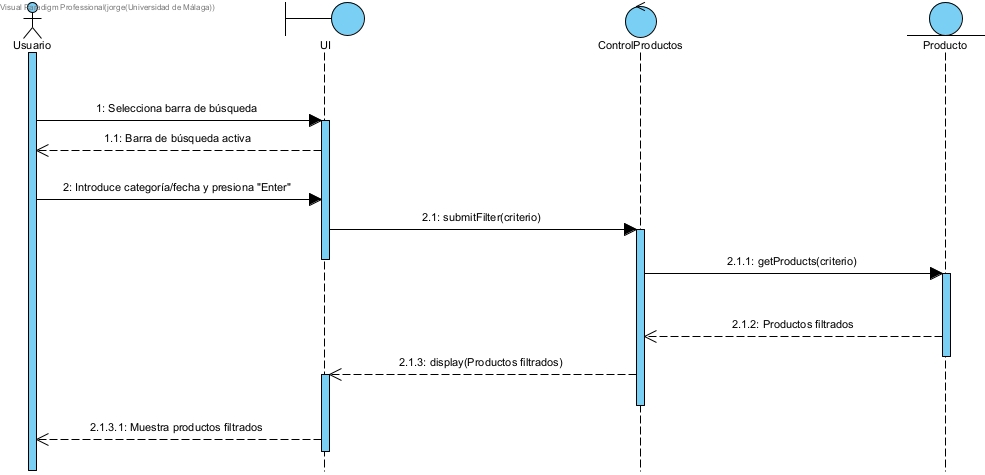 Visual Paradigm Professional(jorge(Universidad de Málaga))
Usuario
UI
ControlProductos
Producto
1: Selecciona barra de búsqueda
1.1: Barra de búsqueda activa
2: Introduce categoría/fecha y presiona "Enter"
2.1: submitFilter(criterio)
2.1.1: getProducts(criterio)
2.1.2: Productos filtrados
2.1.3: display(Productos filtrados)
2.1.3.1: Muestra productos filtrados